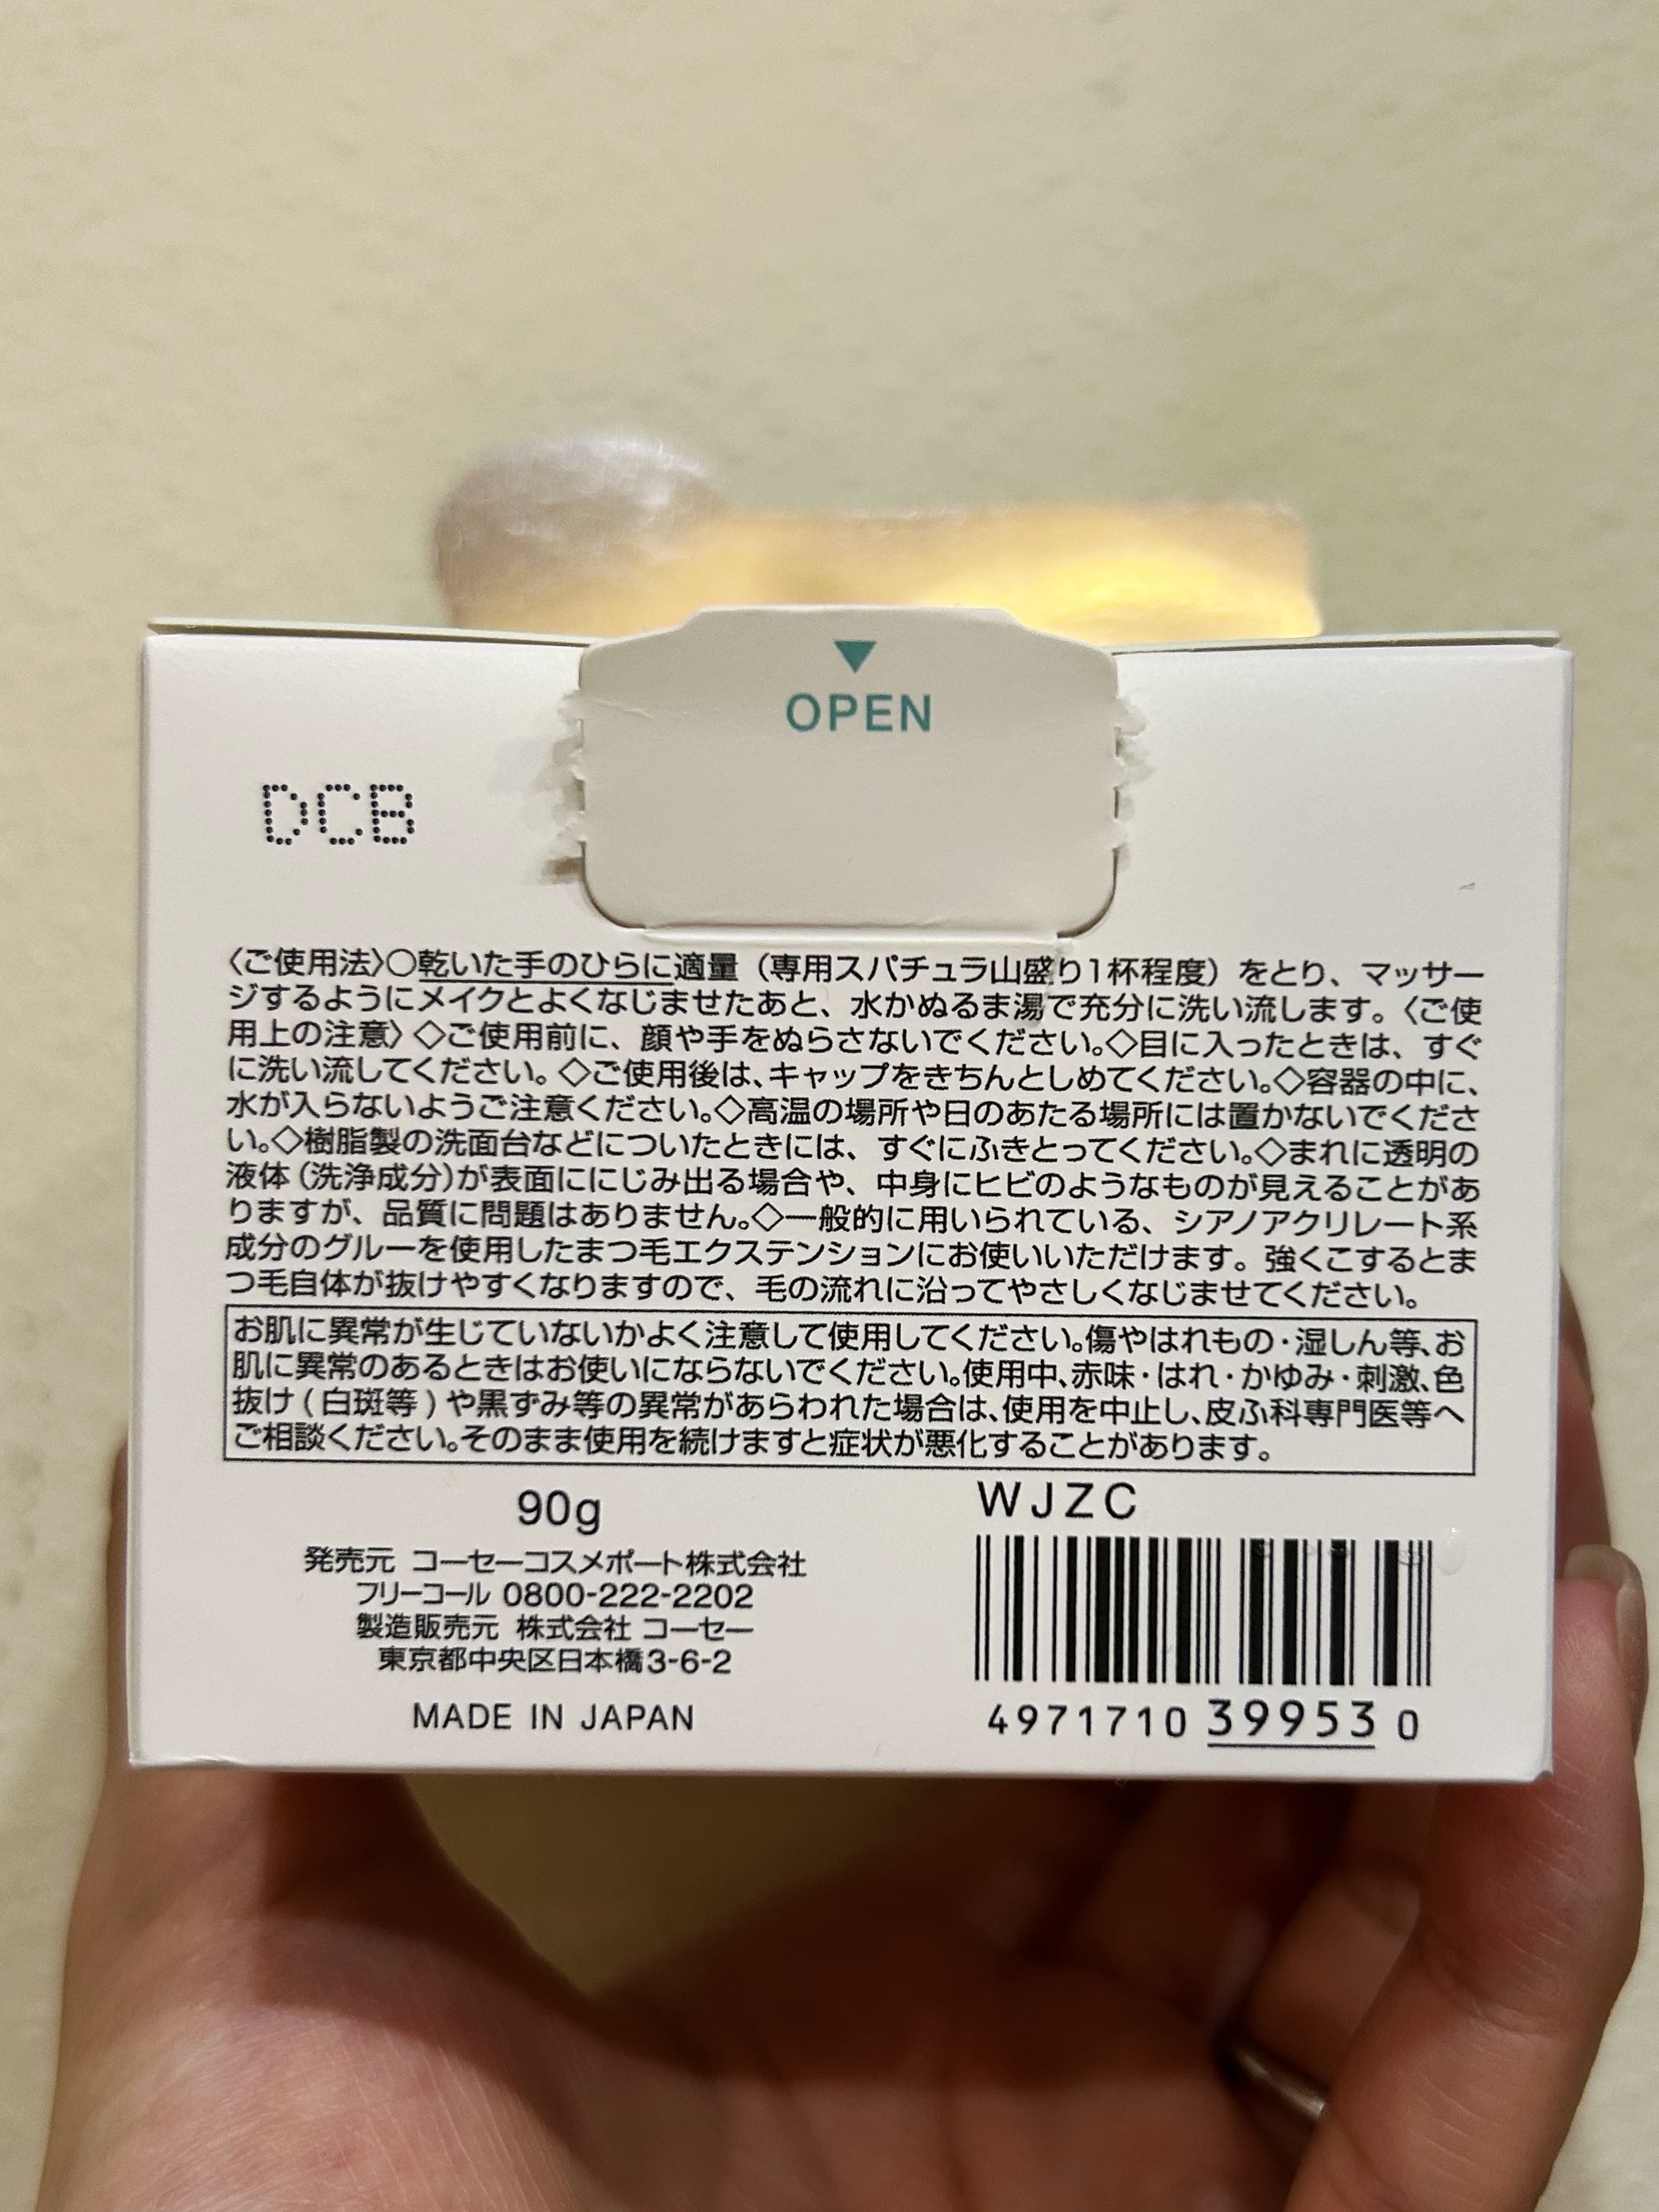 OPEN
DCB
〈ご使用法〉○乾いた手のひらに適量（専用スパチュラ山盛り1杯程度）をとり、マッサー
ジするようにメイクとよくなじませたあと、水かぬるま湯で充分に洗い流します。〈ご使
用上の注意〉◇ご使用前に、顔や手をぬらさないでください。◇目に入ったときは、すぐ
に洗い流してください。◇ご使用後は、キャップをきちんとしめてください。◇容器の中に、
水が入らないようご注意ください。◇高温の場所や日のあたる場所には置かないでくださ
い。◇樹脂製の洗面台などについたときには、すぐにふきとってください。◇まれに透明の
液体（洗浄成分）が表面ににじみ出る場合や、中身にヒビのようなものが見えることがあ
りますが、品質に問題はありません。◇一般的に用いられている、シアノアクリレート系
成分のグルーを使用したまつ毛エクステンションにお使いいただけます。強くこするとま
つ毛自体が抜けやすくなりますので、毛の流れに沿ってやさしくなじませてください。
お肌に異常が生じていないかよく注意して使用してください。傷やはれもの・湿しん等、お
肌に異常のあるときはお使いにならないでください。使用中、赤味・はれ・かゆみ・刺激、色
抜け（白斑等）や黒ずみ等の異常があらわれた場合は、使用を中止し、皮ふ科専門医等へ
ご相談ください。そのまま使用を続けますと症状が悪化することがあります。
90g
発売元 コーセーコスメポート株式会社
フリーコール 0800-222-2202
製造販売元 株式会社 コーセー
東京都中央区日本橋3-6-2
MADE IN JAPAN
WJZC
4971710 39953 0